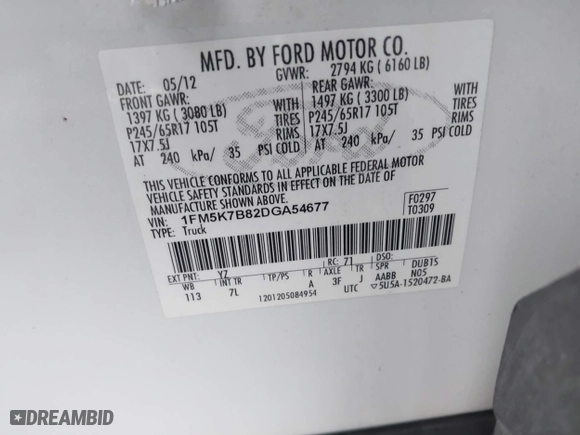 MFD. BY FORD MOTOR CO.
DATE: 05/12 GVWR: 2794 KG ( 6160 LB)
FRONT GAWR: REAR GAWR:
1397 KG ( 3080 LB) WITH 1497 KG ( 3300 LB) WITH
P245/65R17 105T TIRES P245/65R17 105T TIRES
17X7.5J RIMS 17X7.5J RIMS
AT 240 kPa/ 35 PSI COLD AT 240 kPa/ 35 PSI COLD
THIS VEHICLE CONFORMS TO ALL APPLICABLE FEDERAL MOTOR
VEHICLE SAFETY STANDARDS IN EFFECT ON THE DATE OF
MANUFACTURE SHOWN ABOVE.
VIN: 1FM5K7B82DGA54677
TYPE: Truck
F0297
T0309
EXT PNT: YZ RC: 71 DSO:
WB INT TR TP/PS R AXLE TR DUB15
113 7L A 3F J AABB N05
1201205084954 UTC ▽5U5A-1520472-BA
Ford
DREAMBID